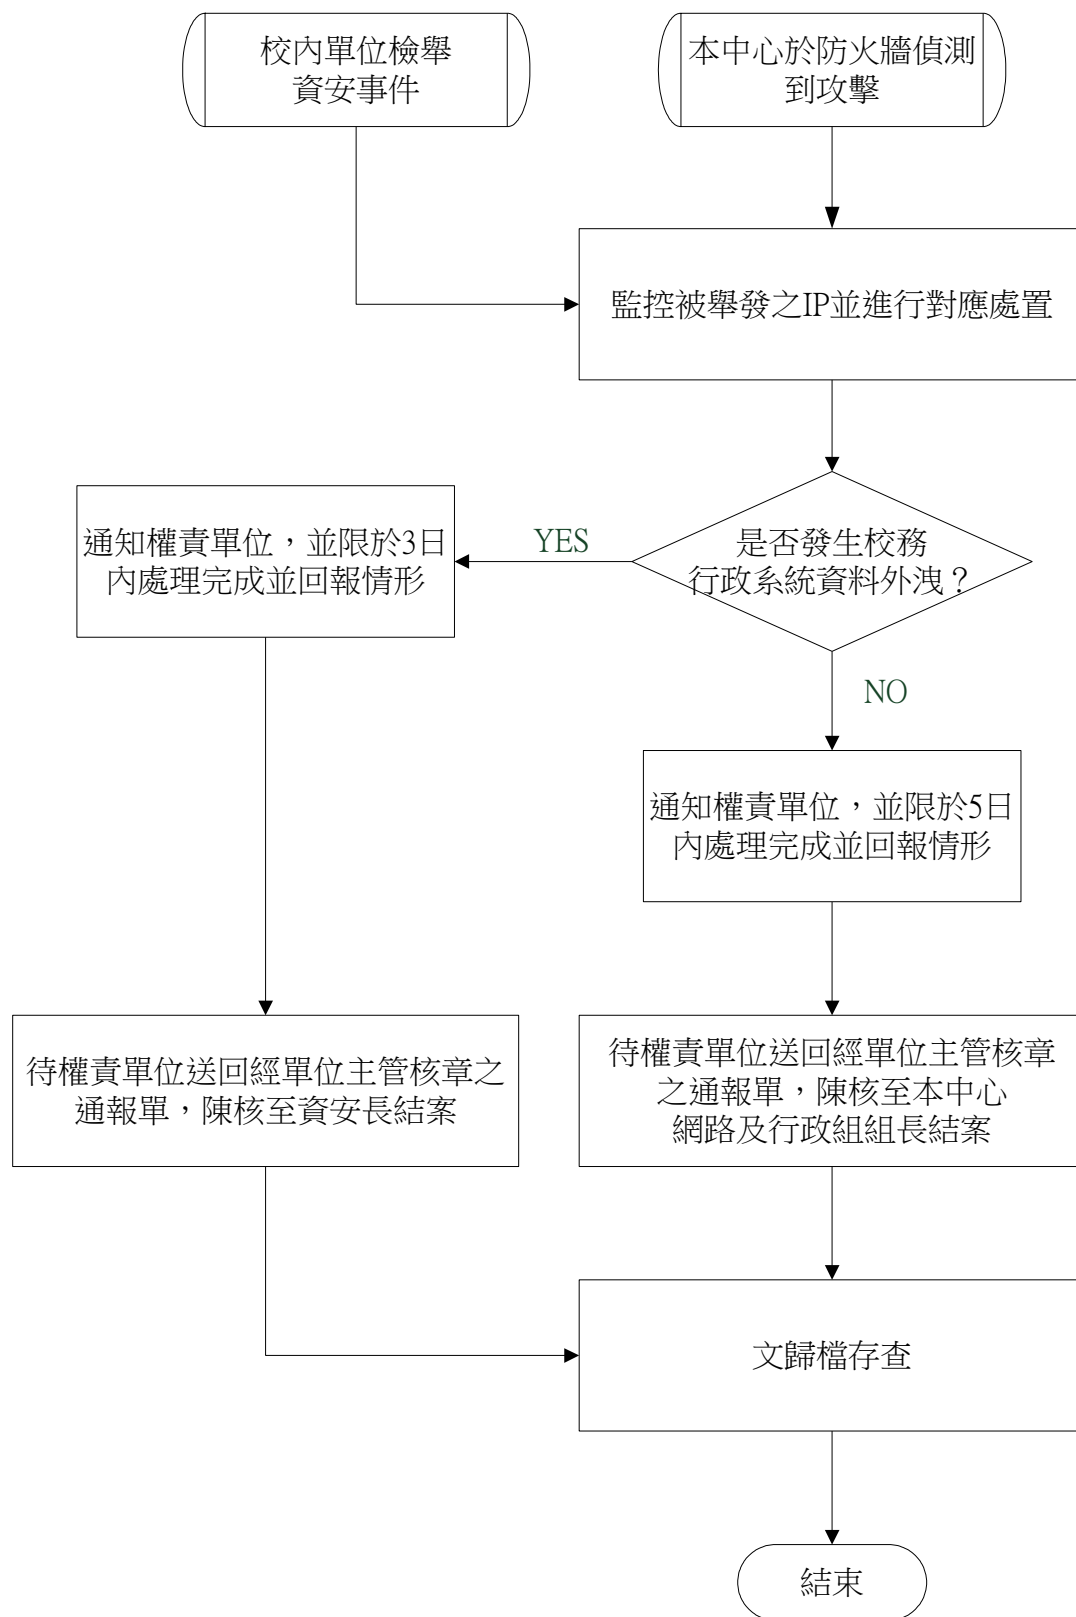 校內單位檢舉
資安事件
本中心於防火牆偵測
到攻擊
監控被舉發之IP並進行對應處置
是否發生校務
行政系統資料外洩？
YES
通知權責單位，並限於3日
內處理完成並回報情形
NO
通知權責單位，並限於5日
內處理完成並回報情形
待權責單位送回經單位主管核章之
通報單，陳核至資安長結案
待權責單位送回經單位主管核章
之通報單，陳核至本中心
網路及行政組組長結案
文歸檔存查
結束